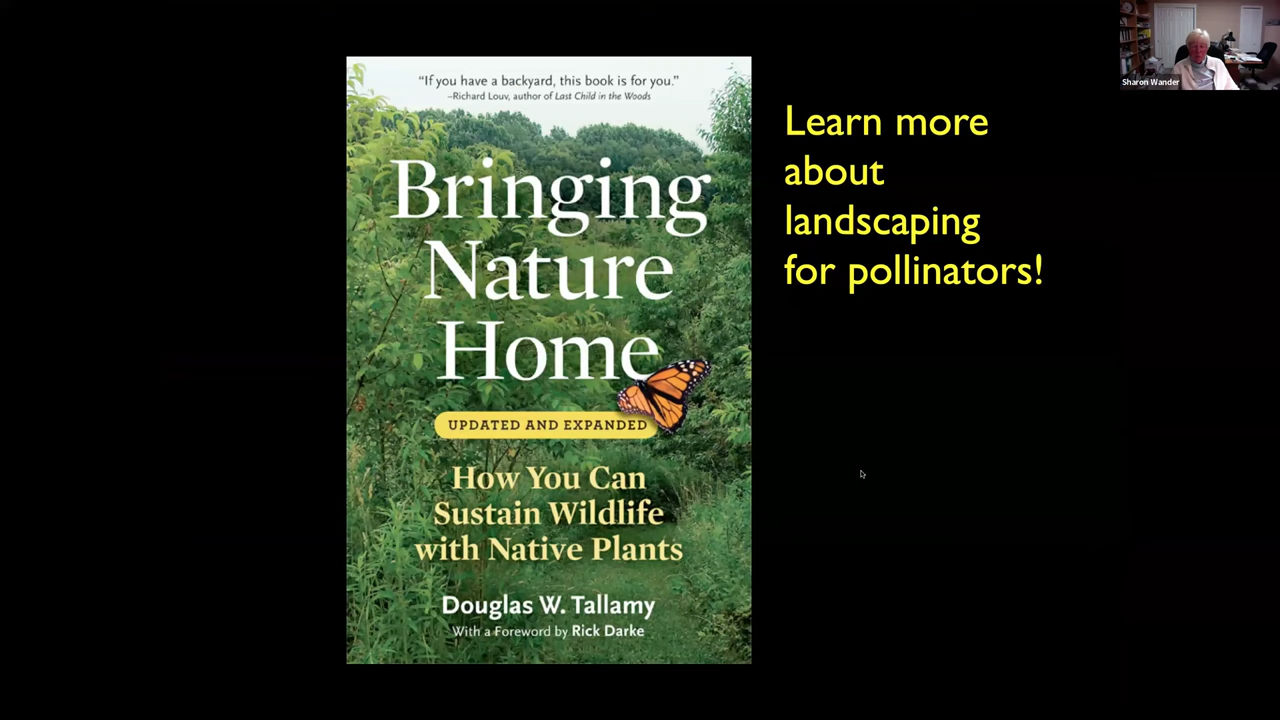 “If you have a backyard, this book is for you.”
–Richard Louv, author of Last Child in the Woods
Bringing
Nature
Home
UPDATED AND EXPANDED
How You Can
Sustain Wildlife
with Native Plants
Douglas W. Tallamy
With a Foreword by Rick Darke
Learn more
about
landscaping
for pollinators!
Sharon Wander